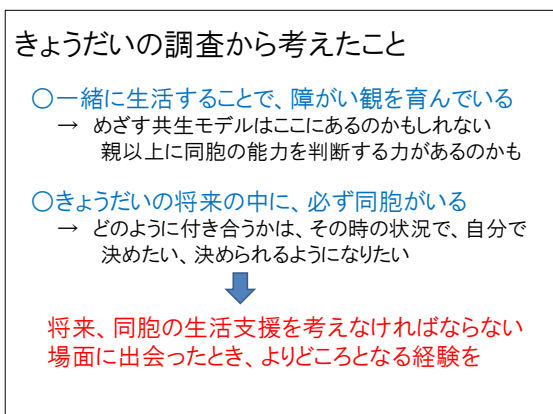 きょうだいの調査から考えたこと
○一緒に生活することで、障がい観を育んでいる
→ めざす共生モデルはここにあるのかもしれない
親以上に同胞の能力を判断する力があるのかも
○きょうだいの将来の中に、必ず同胞がいる
→ どのように付き合うかは、その時の状況で、自分で
決めたい、決められるようになりたい
将来、同胞の生活支援を考えなければならない
場面に出会ったとき、よりどころとなる経験を